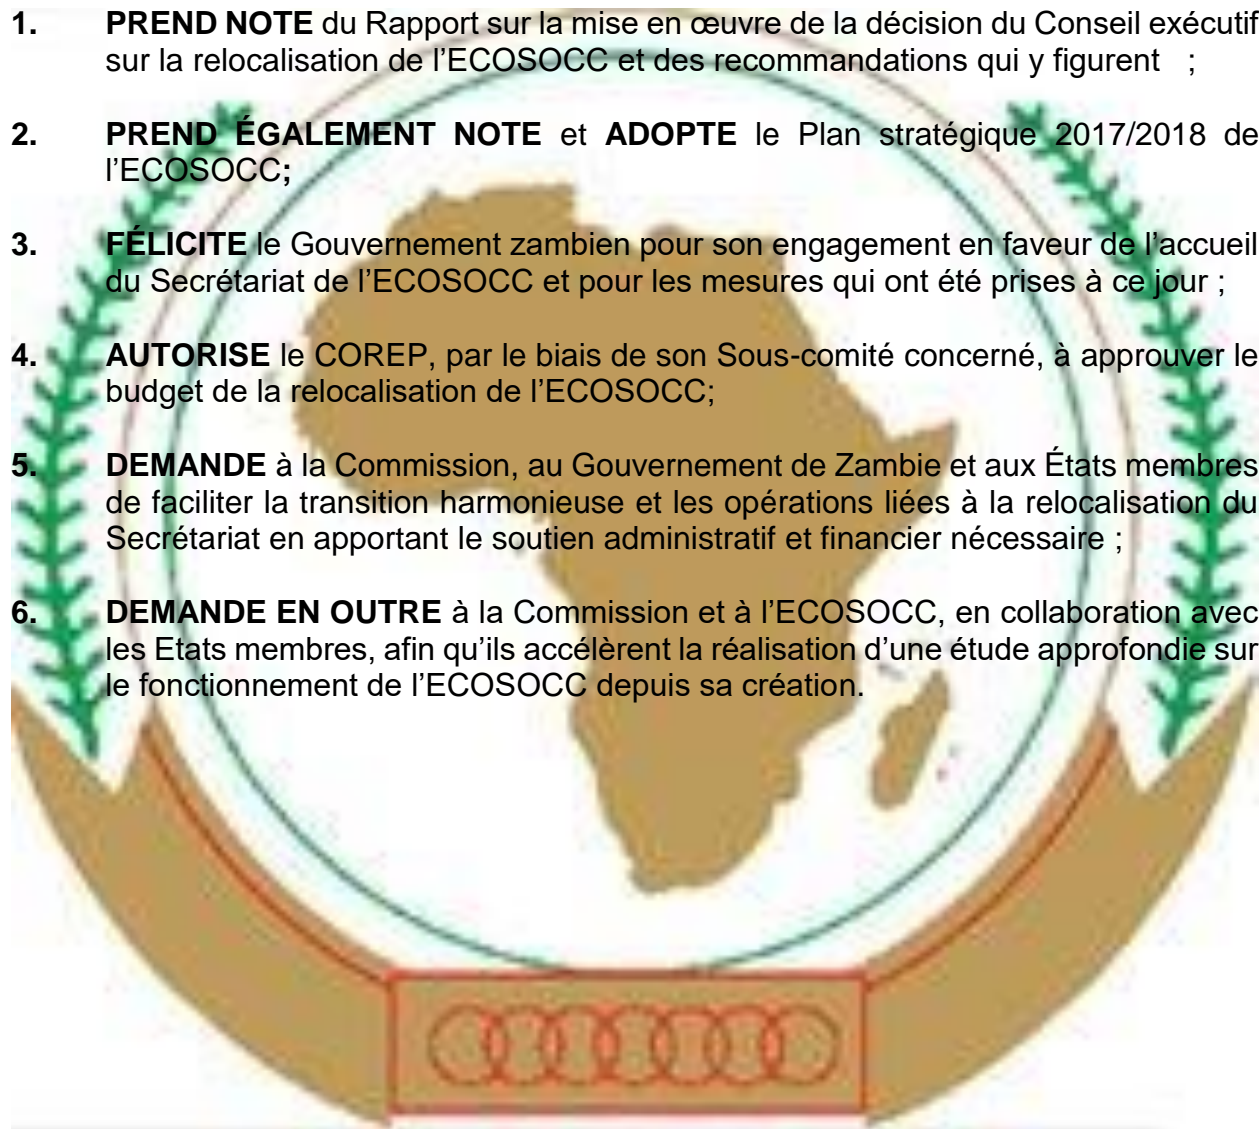 1. PREND NOTE du Rapport sur la mise en œuvre de la décision du Conseil exécutif
sur la relocalisation de l’ECOSOCC et des recommandations qui y figurent ;
2. PREND ÉGALEMENT NOTE et ADOPTE le Plan stratégique 2017/2018 de
l’ECOSOCC;
3. FÉLICITE le Gouvernement zambien pour son engagement en faveur de l’accueil
du Secrétariat de l’ECOSOCC et pour les mesures qui ont été prises à ce jour ;
4. AUTORISE le COREP, par le biais de son Sous-comité concerné, à approuver le
budget de la relocalisation de l’ECOSOCC;
5. DEMANDE à la Commission, au Gouvernement de Zambie et aux États membres
de faciliter la transition harmonieuse et les opérations liées à la relocalisation du
Secrétariat en apportant le soutien administratif et financier nécessaire ;
6. DEMANDE EN OUTRE à la Commission et à l’ECOSOCC, en collaboration avec
les Etats membres, afin qu’ils accélèrent la réalisation d’une étude approfondie sur
le fonctionnement de l’ECOSOCC depuis sa création.